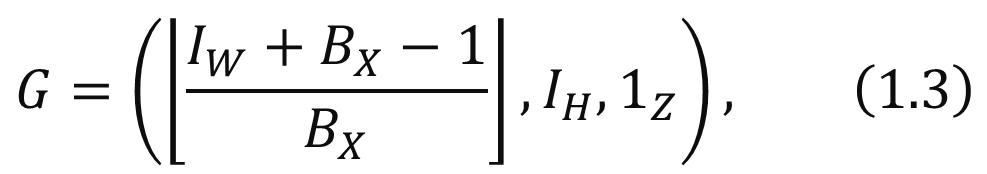 G = (⌊(I_W + B_X − 1) / B_X⌋, I_H, 1_Z), (1.3)